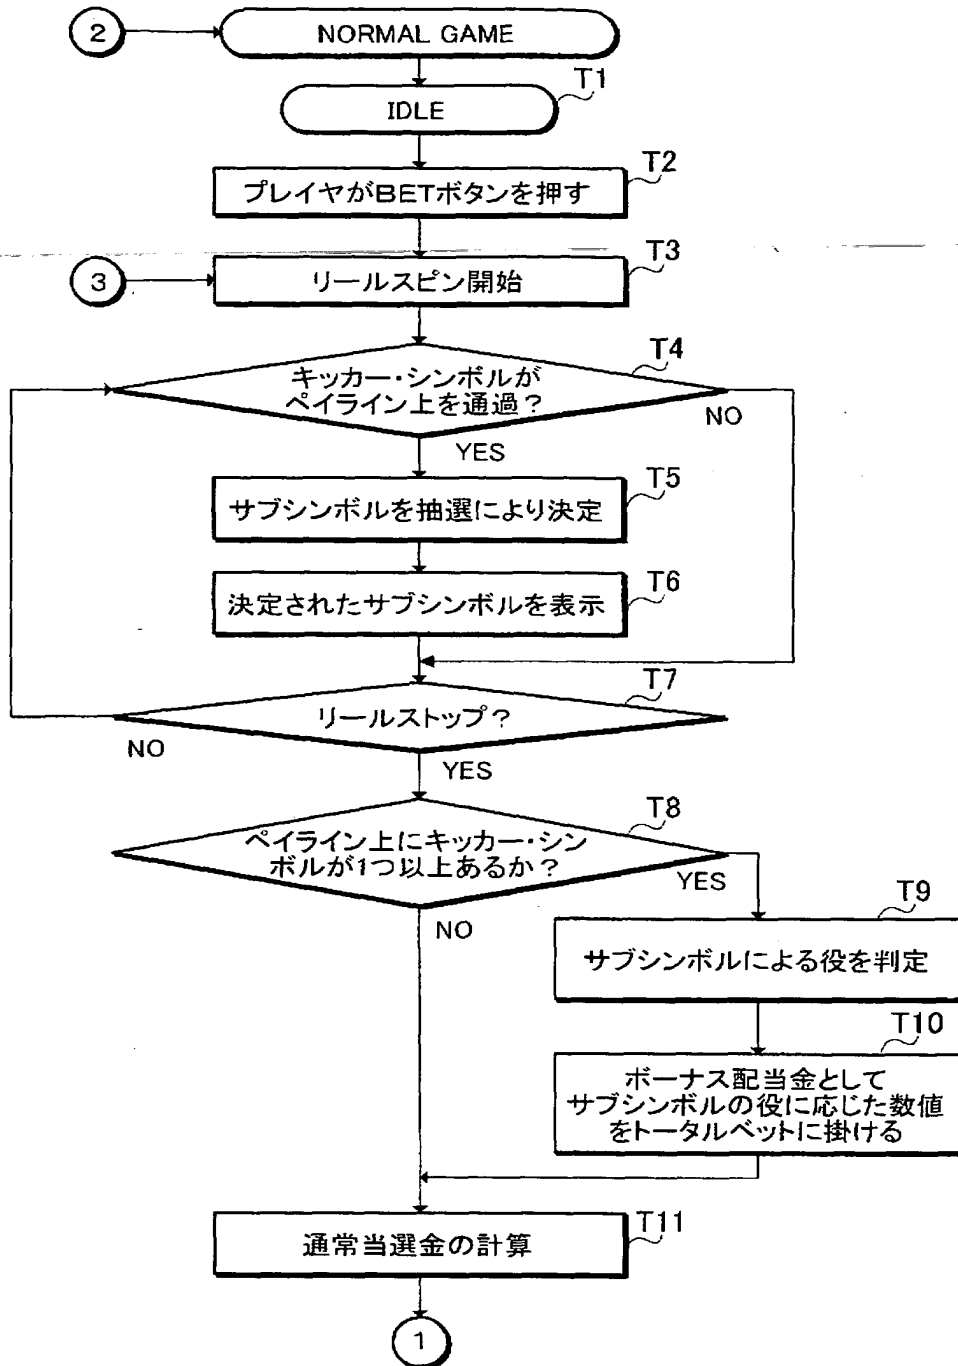 2
NORMAL GAME
T1
IDLE
T2
プレイヤがBETボタンを押す
T3
3
リールスピン開始
T4
キッカー・シンボルが
ペイライン上を通過?
NO
YES
T5
サブシンボルを抽選により決定
T6
決定されたサブシンボルを表示
T7
リールストップ?
NO
YES
T8
ペイライン上にキッカー・シン
ボルが1つ以上あるか?
YES
NO
T9
サブシンボルによる役を判定
T10
ボーナス配当金として
サブシンボルの役に応じた数値
をトータルベットに掛ける
T11
通常当選金の計算
1